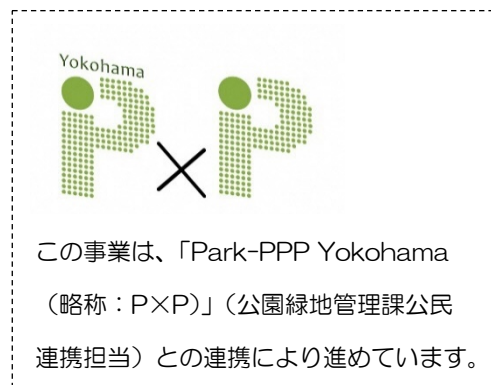 Yokohama
P×P
この事業は、「Park-PPP Yokohama
（略称：P×P）」（公園緑地管理課公民
連携担当）との連携により進めています。